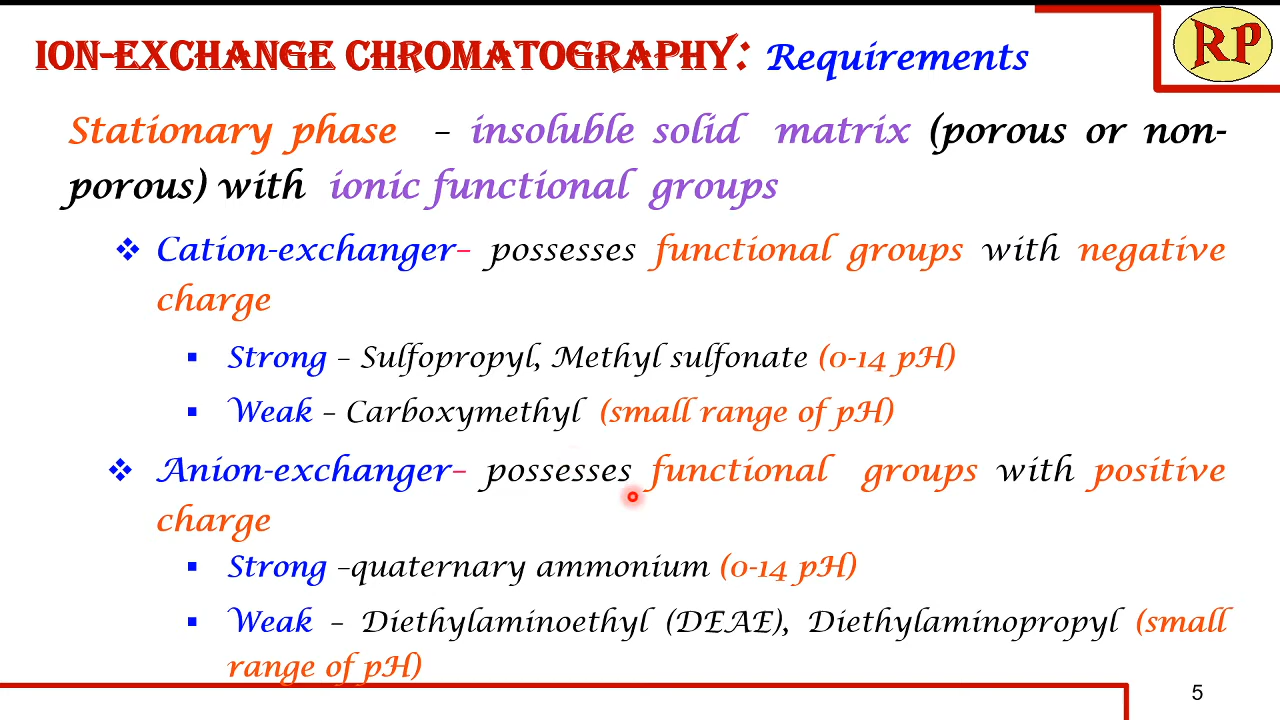 ION-EXCHANGE CHROMATOGRAPHY: Requirements
RP
Stationary phase – insoluble solid matrix (porous or non-
porous) with ionic functional groups
❖ Cation-exchanger– possesses functional groups with negative
charge
▪ Strong – Sulfopropyl, Methyl sulfonate (0-14 pH)
▪ Weak – Carboxymethyl (small range of pH)
❖ Anion-exchanger– possesses functional groups with positive
charge
▪ Strong –quaternary ammonium (0-14 pH)
▪ Weak – Diethylaminoethyl (DEAE), Diethylaminopropyl (small
range of pH)
5